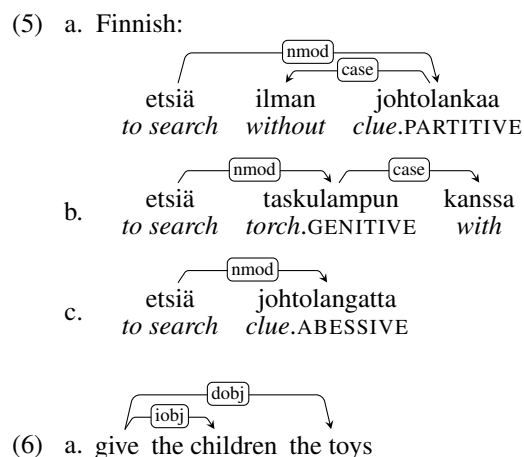 (5) a. Finnish:
nmod
case
etsiä ilman johtolankaa
to search without clue.PARTITIVE
nmod case
etsiä taskulampun kanssa
b.
to search torch.GENITIVE with
nmod
etsiä johtolangatta
c.
to search clue.ABESSIVE
dobj
iobj
(6) a. give the children the toys